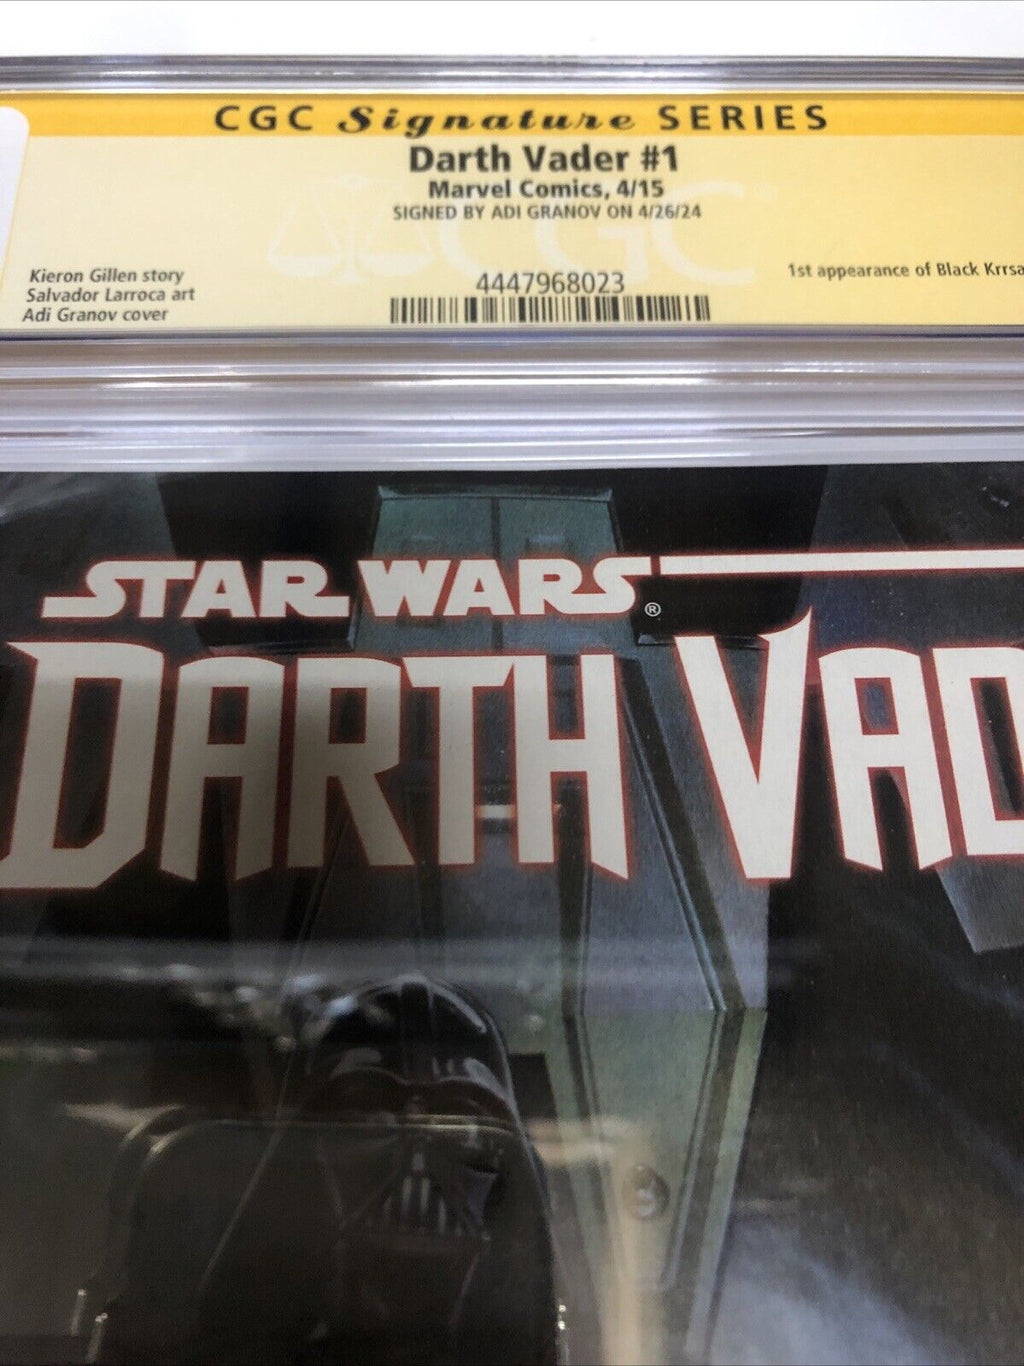 CGC Signature SERIES
Darth Vader #1
Marvel Comics, 4/15
SIGNED BY ADI GRANOV ON 4/26/24
Kieron Gillen story
Salvador Larroca art
Adi Granov cover
4447968023
1st appearance of Black Krrsa
CGC
STAR WARS®
DARTH VAD